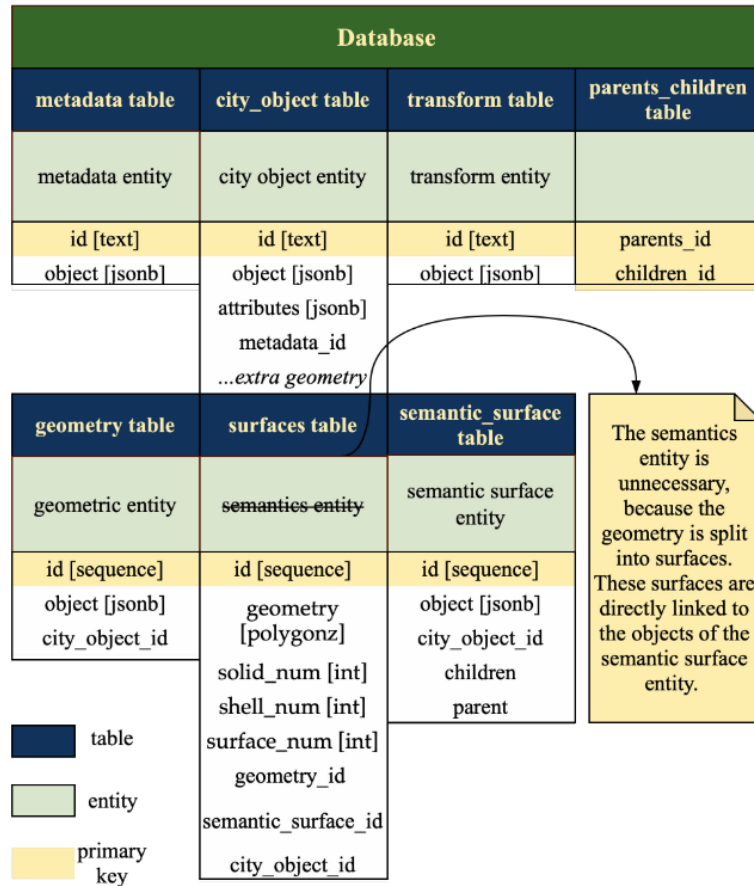 Database
metadata table
city_object table
transform table
parents_children
table
metadata entity
city object entity
transform entity
id [text]
id [text]
id [text]
parents_id
object [jsonb]
object [jsonb]
object [jsonb]
children_id
attributes [jsonb]
metadata_id
...extra geometry
geometry table
surfaces table
semantic_surface
table
geometric entity
semantics entity
semantic surface
entity
id [sequence]
id [sequence]
id [sequence]
object [jsonb]
city_object_id
geometry
[polygonz]
solid_num [int]
shell_num [int]
surface_num [int]
geometry_id
semantic_surface_id
city_object_id
object [jsonb]
city_object_id
children
parent
The semantics
entity is
unnecessary,
because the
geometry is split
into surfaces.
These surfaces are
directly linked to
the objects of the
semantic surface
entity.
table
entity
primary
key